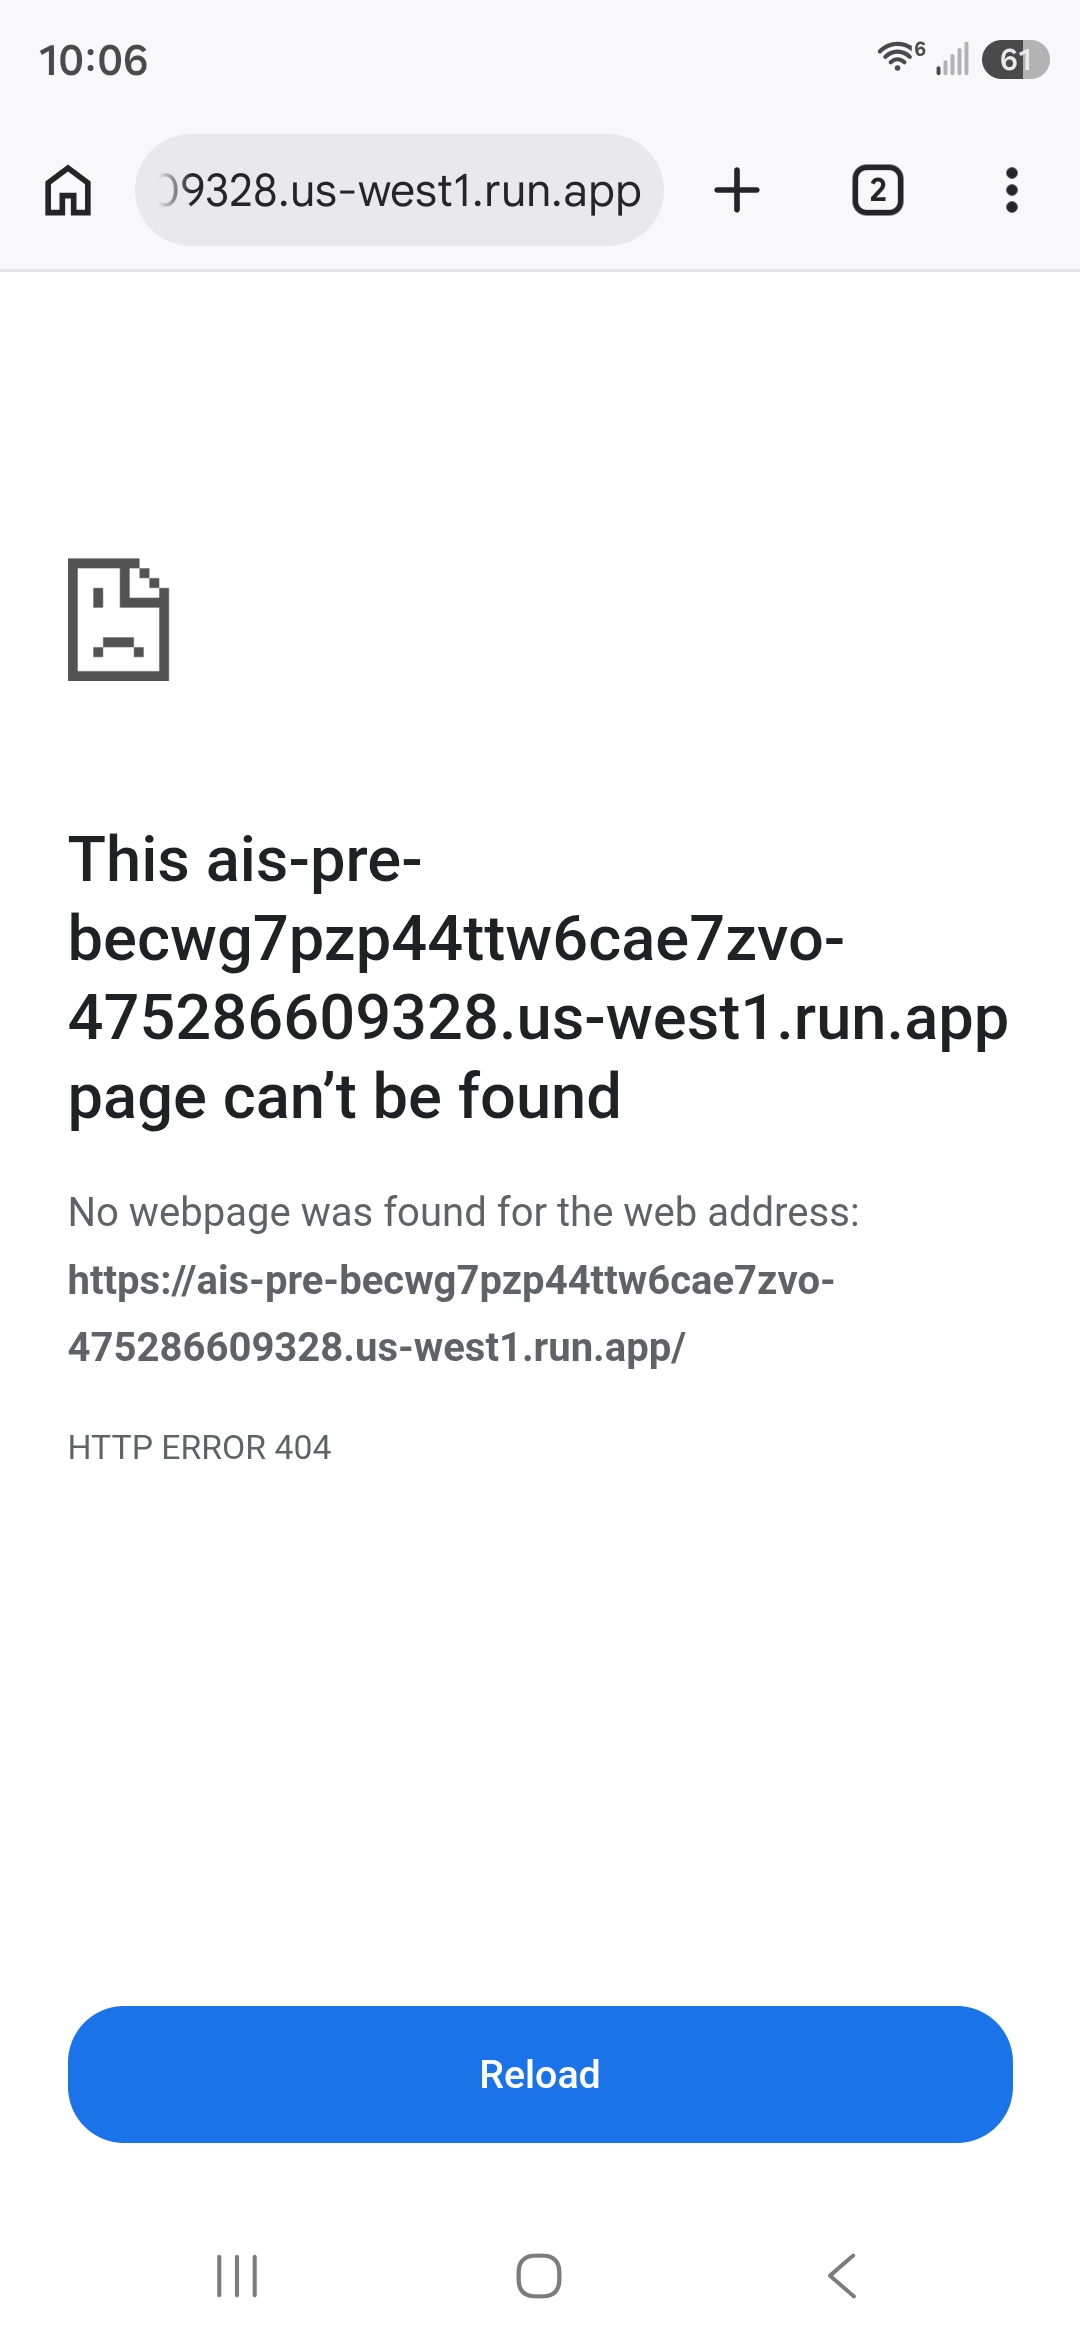 10:06
6
61
9328.us-west1.run.app
2
This ais-pre-
becwg7pzp44ttw6cae7zvo-
475286609328.us-west1.run.app
page can’t be found
No webpage was found for the web address:
https://ais-pre-becwg7pzp44ttw6cae7zvo-
475286609328.us-west1.run.app/
HTTP ERROR 404
Reload